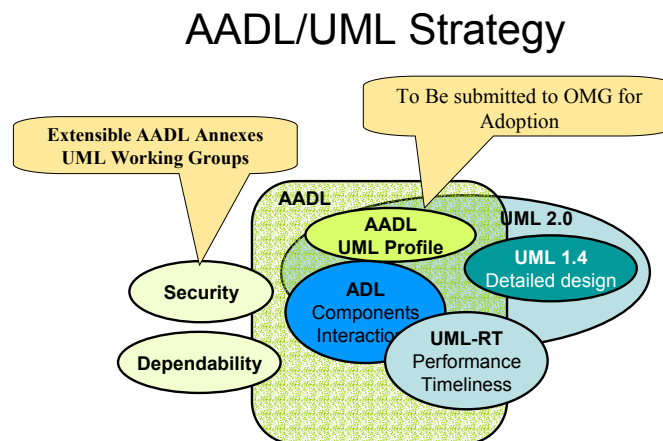 AADL/UML Strategy
To Be submitted to OMG for
Adoption
Extensible AADL Annexes
UML Working Groups
AADL
UML 2.0
AADL
UML Profile
UML 1.4
Detailed design
Security
ADL
Components
Interaction
UML-RT
Performance
Timeliness
Dependability